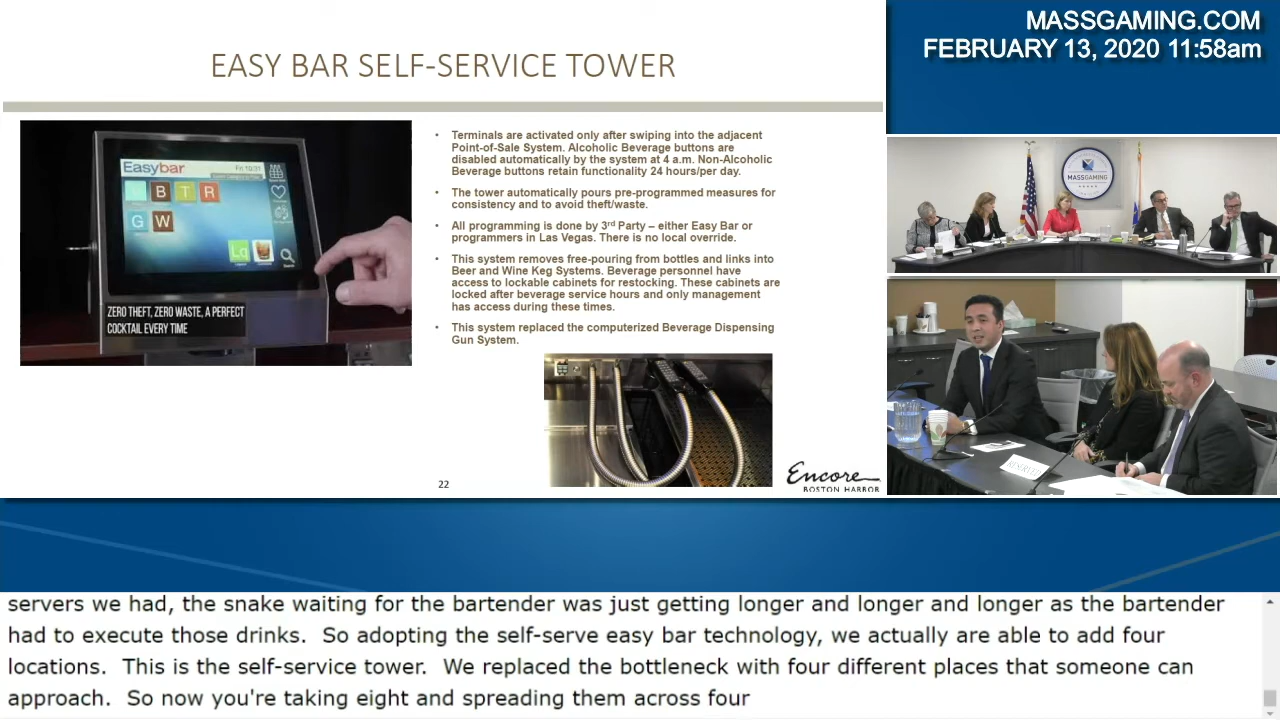 MASSGAMING.COM
FEBRUARY 13, 2020 11:58am
EASY BAR SELF-SERVICE TOWER
Easybar
Fri 10/31
B T R
G W
Lq
ZERO THEFT, ZERO WASTE, A PERFECT
COCKTAIL EVERY TIME
• Terminals are activated only after swiping into the adjacent
Point-of-Sale System. Alcoholic Beverage buttons are
disabled automatically by the system at 4 a.m. Non-Alcoholic
Beverage buttons retain functionality 24 hours/per day.
• The tower automatically pours pre-programmed measures for
consistency and to avoid theft/waste.
• All programming is done by 3rd Party – either Easy Bar or
programmers in Las Vegas. There is no local override.
• This system removes free-pouring from bottles and links into
Beer and Wine Keg Systems. Beverage personnel have
access to lockable cabinets for restocking. These cabinets are
locked after beverage service hours and only management
has access during these times.
• This system replaced the computerized Beverage Dispensing
Gun System.
22
Encore
BOSTON HARBOR
MASSGAMING
RESERVED
servers we had, the snake waiting for the bartender was just getting longer and longer and longer as the bartender
had to execute those drinks.  So adopting the self-serve easy bar technology, we actually are able to add four
locations.  This is the self-service tower.  We replaced the bottleneck with four different places that someone can
approach.  So now you're taking eight and spreading them across four